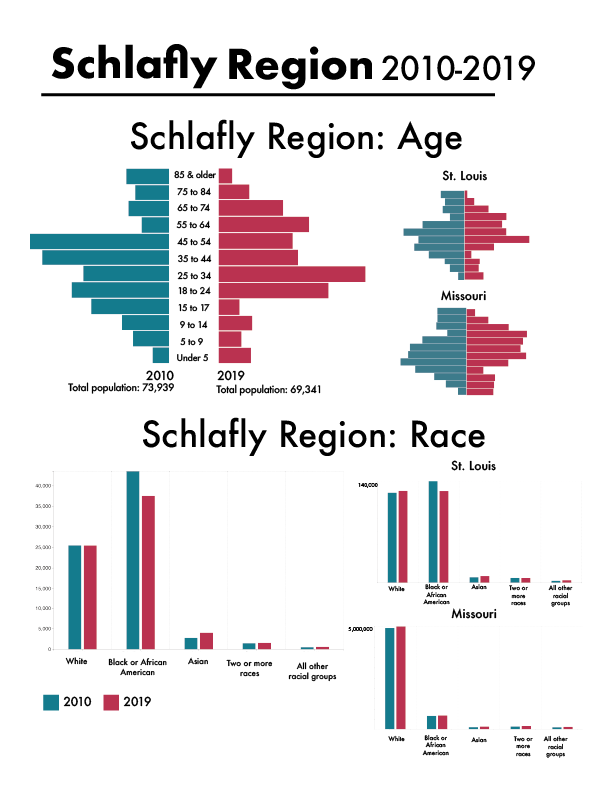 Schlafly Region 2010-2019
Schlafly Region: Age
85 & older
75 to 84
65 to 74
55 to 64
45 to 54
35 to 44
25 to 34
18 to 24
15 to 17
9 to 14
5 to 9
Under 5
2010
Total population: 73,939
2019
Total population: 69,341
St. Louis
Missouri
Schlafly Region: Race
40,000
35,000
30,000
25,000
20,000
15,000
10,000
5,000
0
White
Black or African
American
Asian
Two or more
races
All other
racial groups
2010
2019
St. Louis
140,000
White
Black or
African
American
Asian
Two or
more
races
All other
racial
groups
Missouri
5,000,000
White
Black or
African
American
Asian
Two or
more
races
All other
racial
groups